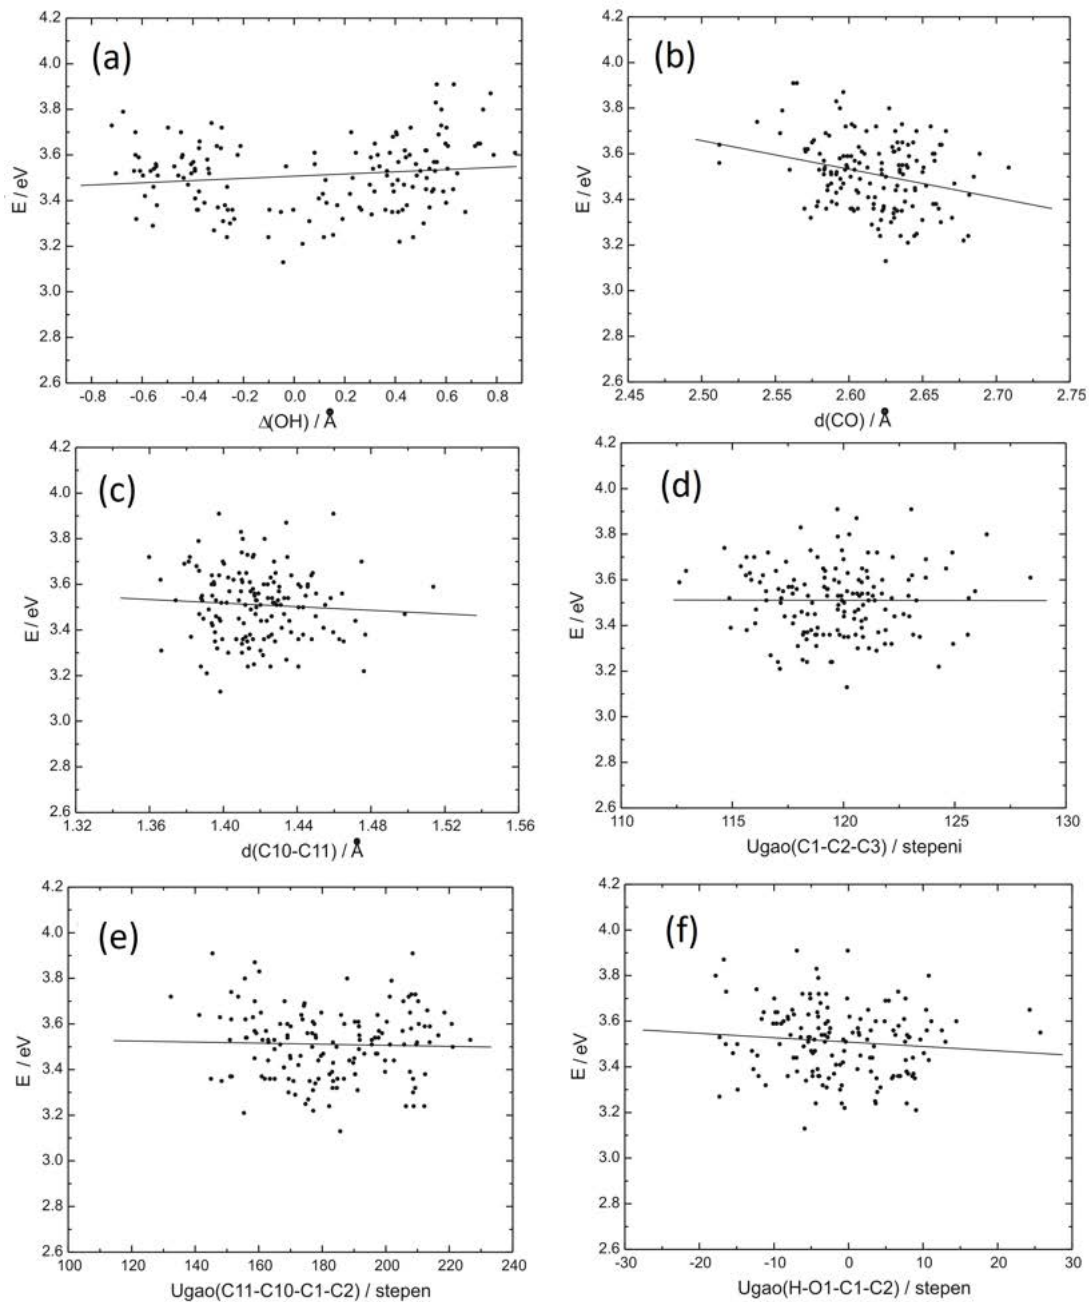 (a)
4.2
4.0
3.8
3.6
3.4
3.2
3.0
2.8
2.6
E / eV
-0.8 -0.6 -0.4 -0.2 0.0 0.2 0.4 0.6 0.8
Δ(OH) / Å
(b)
4.2
4.0
3.8
3.6
3.4
3.2
3.0
2.8
2.6
E / eV
2.45 2.50 2.55 2.60 2.65 2.70 2.75
d(CO) / Å
(c)
4.2
4.0
3.8
3.6
3.4
3.2
3.0
2.8
2.6
E / eV
1.32 1.36 1.40 1.44 1.48 1.52 1.56
d(C10-C11) / Å
(d)
4.2
4.0
3.8
3.6
3.4
3.2
3.0
2.8
2.6
E / eV
110 115 120 125 130
Ugao(C1-C2-C3) / stepeni
(e)
4.2
4.0
3.8
3.6
3.4
3.2
3.0
2.8
2.6
E / eV
100 120 140 160 180 200 220 240
Ugao(C11-C10-C1-C2) / stepen
(f)
4.2
4.0
3.8
3.6
3.4
3.2
3.0
2.8
2.6
E / eV
-30 -20 -10 0 10 20 30
Ugao(H-O1-C1-C2) / stepen